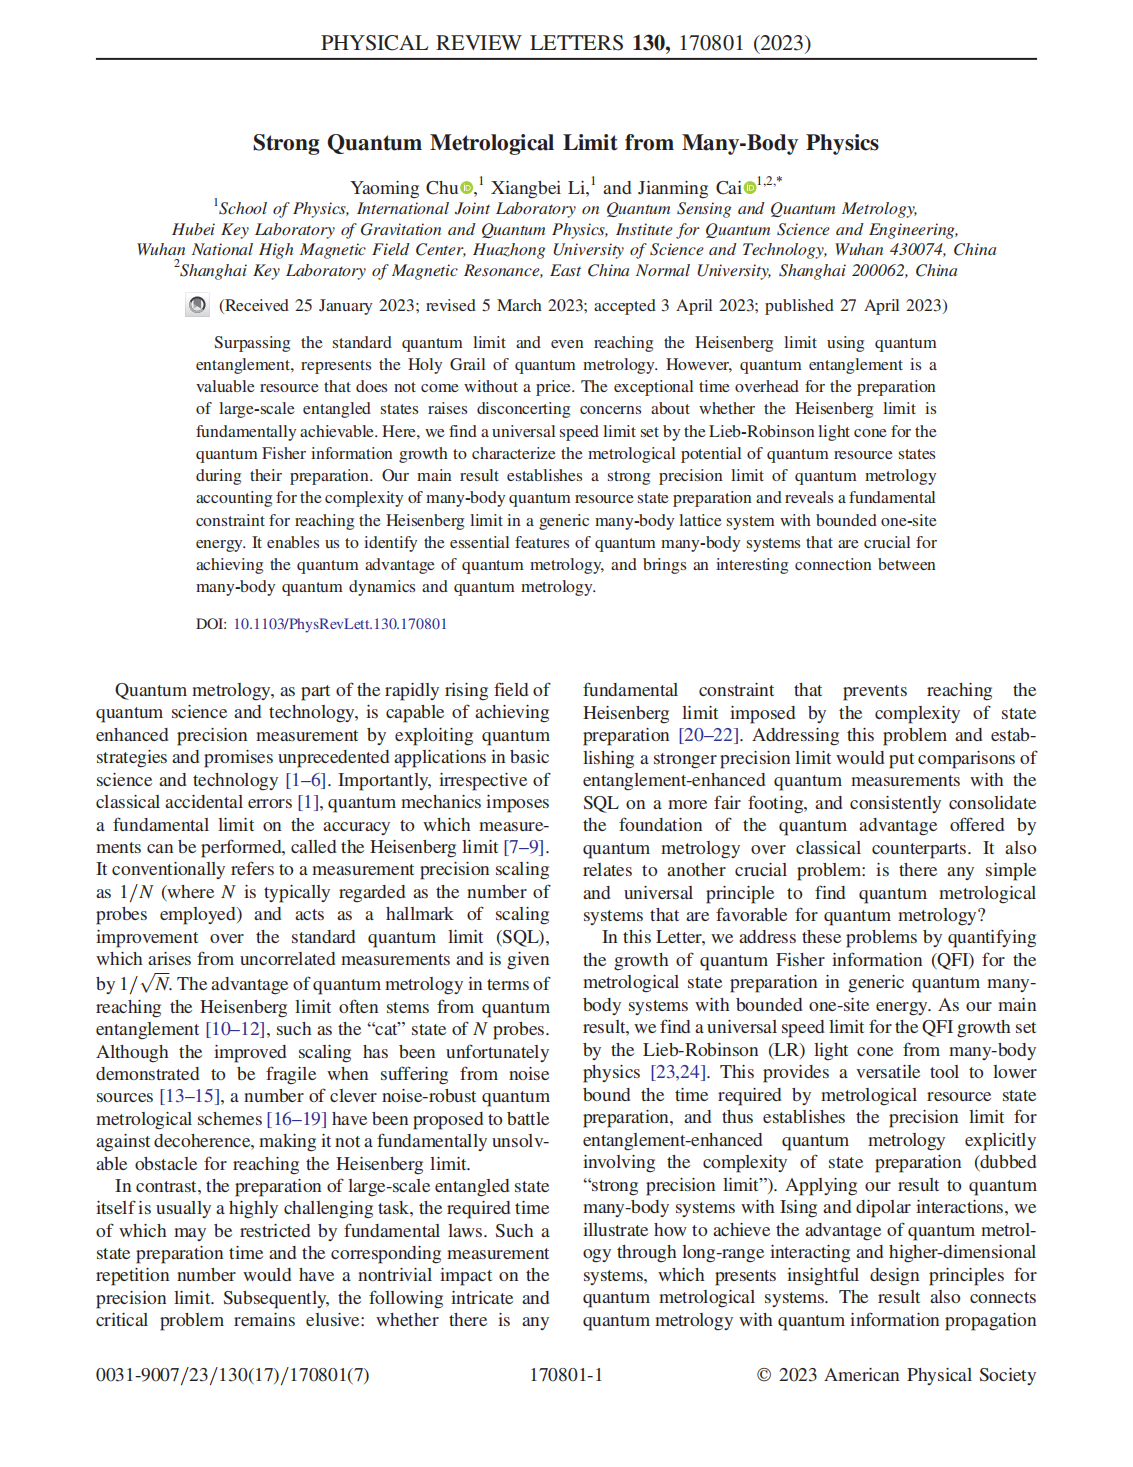 PHYSICAL REVIEW LETTERS 130, 170801 (2023)
Strong Quantum Metrological Limit from Many-Body Physics
Yaoming Chu,1 Xiangbei Li,1 and Jianming Cai1,2,*
1School of Physics, International Joint Laboratory on Quantum Sensing and Quantum Metrology,
Hubei Key Laboratory of Gravitation and Quantum Physics, Institute for Quantum Science and Engineering,
Wuhan National High Magnetic Field Center, Huazhong University of Science and Technology, Wuhan 430074, China
2Shanghai Key Laboratory of Magnetic Resonance, East China Normal University, Shanghai 200062, China
(Received 25 January 2023; revised 5 March 2023; accepted 3 April 2023; published 27 April 2023)
Surpassing the standard quantum limit and even reaching the Heisenberg limit using quantum
entanglement, represents the Holy Grail of quantum metrology. However, quantum entanglement is a
valuable resource that does not come without a price. The exceptional time overhead for the preparation
of large-scale entangled states raises disconcerting concerns about whether the Heisenberg limit is
fundamentally achievable. Here, we find a universal speed limit set by the Lieb-Robinson light cone for the
quantum Fisher information growth to characterize the metrological potential of quantum resource states
during their preparation. Our main result establishes a strong precision limit of quantum metrology
accounting for the complexity of many-body quantum resource state preparation and reveals a fundamental
constraint for reaching the Heisenberg limit in a generic many-body lattice system with bounded one-site
energy. It enables us to identify the essential features of quantum many-body systems that are crucial for
achieving the quantum advantage of quantum metrology, and brings an interesting connection between
many-body quantum dynamics and quantum metrology.
DOI: 10.1103/PhysRevLett.130.170801
Quantum metrology, as part of the rapidly rising field of
quantum science and technology, is capable of achieving
enhanced precision measurement by exploiting quantum
strategies and promises unprecedented applications in basic
science and technology [1–6]. Importantly, irrespective of
classical accidental errors [1], quantum mechanics imposes
a fundamental limit on the accuracy to which measure-
ments can be performed, called the Heisenberg limit [7–9].
It conventionally refers to a measurement precision scaling
as 1/N (where N is typically regarded as the number of
probes employed) and acts as a hallmark of scaling
improvement over the standard quantum limit (SQL),
which arises from uncorrelated measurements and is given
by 1/√N. The advantage of quantum metrology in terms of
reaching the Heisenberg limit often stems from quantum
entanglement [10–12], such as the “cat” state of N probes.
Although the improved scaling has been unfortunately
demonstrated to be fragile when suffering from noise
sources [13–15], a number of clever noise-robust quantum
metrological schemes [16–19] have been proposed to battle
against decoherence, making it not a fundamentally unsolv-
able obstacle for reaching the Heisenberg limit.
In contrast, the preparation of large-scale entangled state
itself is usually a highly challenging task, the required time
of which may be restricted by fundamental laws. Such a
state preparation time and the corresponding measurement
repetition number would have a nontrivial impact on the
precision limit. Subsequently, the following intricate and
critical problem remains elusive: whether there is any
fundamental constraint that prevents reaching the
Heisenberg limit imposed by the complexity of state
preparation [20–22]. Addressing this problem and estab-
lishing a stronger precision limit would put comparisons of
entanglement-enhanced quantum measurements with the
SQL on a more fair footing, and consistently consolidate
the foundation of the quantum advantage offered by
quantum metrology over classical counterparts. It also
relates to another crucial problem: is there any simple
and universal principle to find quantum metrological
systems that are favorable for quantum metrology?
In this Letter, we address these problems by quantifying
the growth of quantum Fisher information (QFI) for the
metrological state preparation in generic quantum many-
body systems with bounded one-site energy. As our main
result, we find a universal speed limit for the QFI growth set
by the Lieb-Robinson (LR) light cone from many-body
physics [23,24]. This provides a versatile tool to lower
bound the time required by metrological resource state
preparation, and thus establishes the precision limit for
entanglement-enhanced quantum metrology explicitly
involving the complexity of state preparation (dubbed
“strong precision limit”). Applying our result to quantum
many-body systems with Ising and dipolar interactions, we
illustrate how to achieve the advantage of quantum metrol-
ogy through long-range interacting and higher-dimensional
systems, which presents insightful design principles for
quantum metrological systems. The result also connects
quantum metrology with quantum information propagation
0031-9007/23/130(17)/170801(7)
170801-1
© 2023 American Physical Society